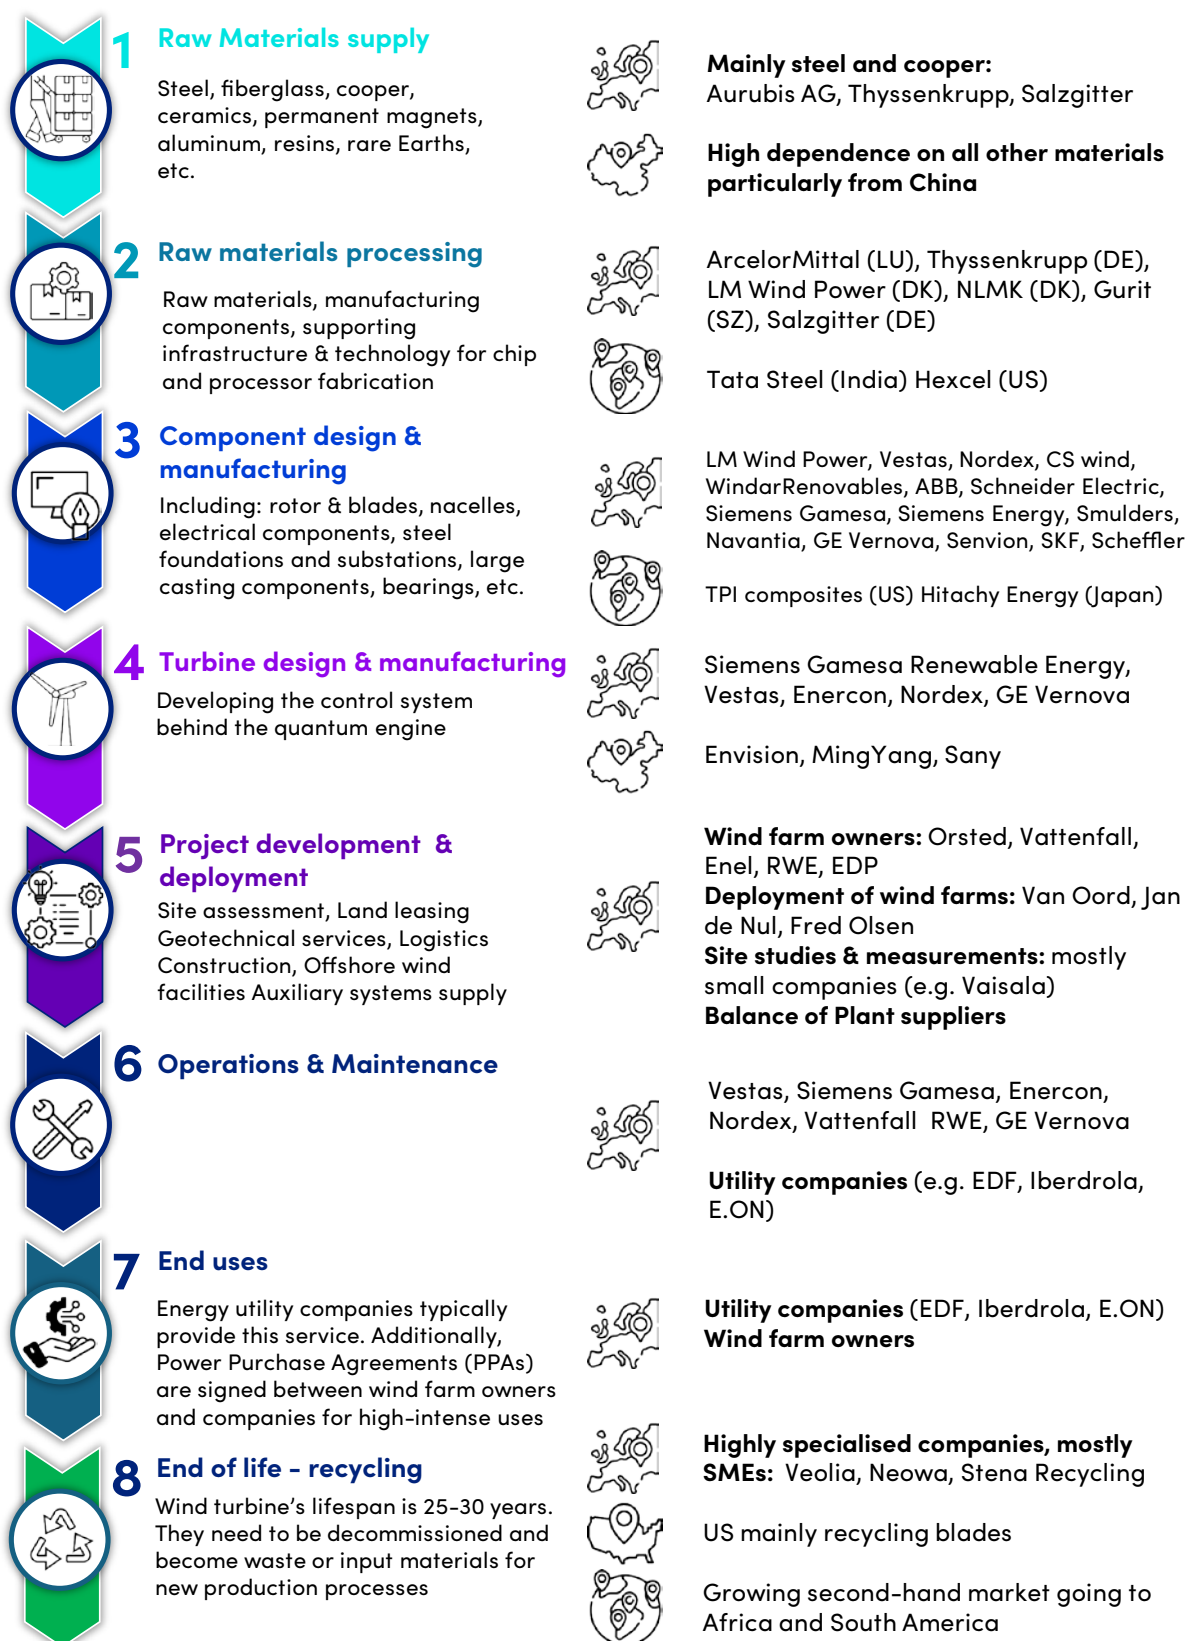 1
Raw Materials supply
Steel, fiberglass, cooper,
ceramics, permanent magnets,
aluminum, resins, rare Earths,
etc.
Mainly steel and cooper:
Aurubis AG, Thyssenkrupp, Salzgitter
High dependence on all other materials
particularly from China
2
Raw materials processing
Raw materials, manufacturing
components, supporting
infrastructure & technology for chip
and processor fabrication
ArcelorMittal (LU), Thyssenkrupp (DE),
LM Wind Power (DK), NLMK (DK), Gurit
(SZ), Salzgitter (DE)
Tata Steel (India) Hexcel (US)
3
Component design &
manufacturing
Including: rotor & blades, nacelles,
electrical components, steel
foundations and substations, large
casting components, bearings, etc.
LM Wind Power, Vestas, Nordex, CS wind,
WindarRenovables, ABB, Schneider Electric,
Siemens Gamesa, Siemens Energy, Smulders,
Navantia, GE Vernova, Senvion, SKF, Scheffler
TPI composites (US) Hitachy Energy (Japan)
4
Turbine design & manufacturing
Developing the control system
behind the quantum engine
Siemens Gamesa Renewable Energy,
Vestas, Enercon, Nordex, GE Vernova
Envision, MingYang, Sany
5
Project development &
deployment
Site assessment, Land leasing
Geotechnical services, Logistics
Construction, Offshore wind
facilities Auxiliary systems supply
Wind farm owners: Orsted, Vattenfall,
Enel, RWE, EDP
Deployment of wind farms: Van Oord, Jan
de Nul, Fred Olsen
Site studies & measurements: mostly
small companies (e.g. Vaisala)
Balance of Plant suppliers
6
Operations & Maintenance
Vestas, Siemens Gamesa, Enercon,
Nordex, Vattenfall RWE, GE Vernova
Utility companies (e.g. EDF, Iberdrola,
E.ON)
7
End uses
Energy utility companies typically
provide this service. Additionally,
Power Purchase Agreements (PPAs)
are signed between wind farm owners
and companies for high-intense uses
Utility companies (EDF, Iberdrola, E.ON)
Wind farm owners
8
End of life - recycling
Wind turbine's lifespan is 25-30 years.
They need to be decommissioned and
become waste or input materials for
new production processes
Highly specialised companies, mostly
SMEs: Veolia, Neowa, Stena Recycling
US mainly recycling blades
Growing second-hand market going to
Africa and South America